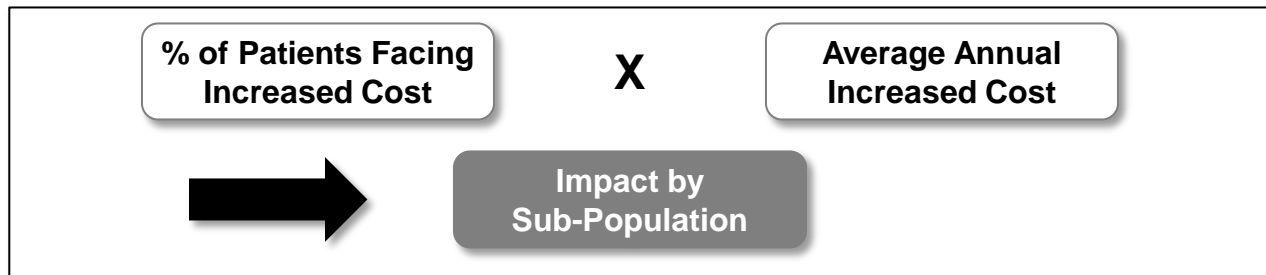 % of Patients Facing
Increased Cost
X
Average Annual
Increased Cost
Impact by
Sub-Population